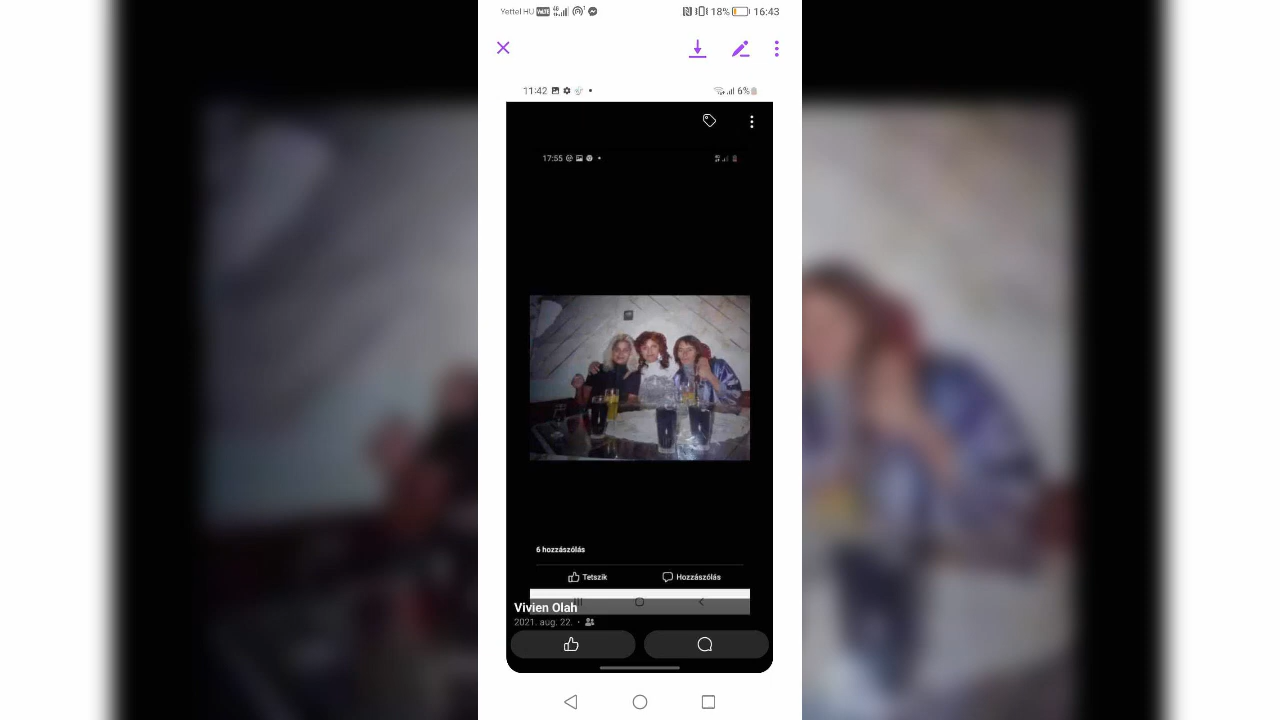 Yettel HU 18% 16:43
11:42 6%
17:55
6 hozzászólás
Tetszik Hozzászólás
Vivien Olah
2021. aug. 22.